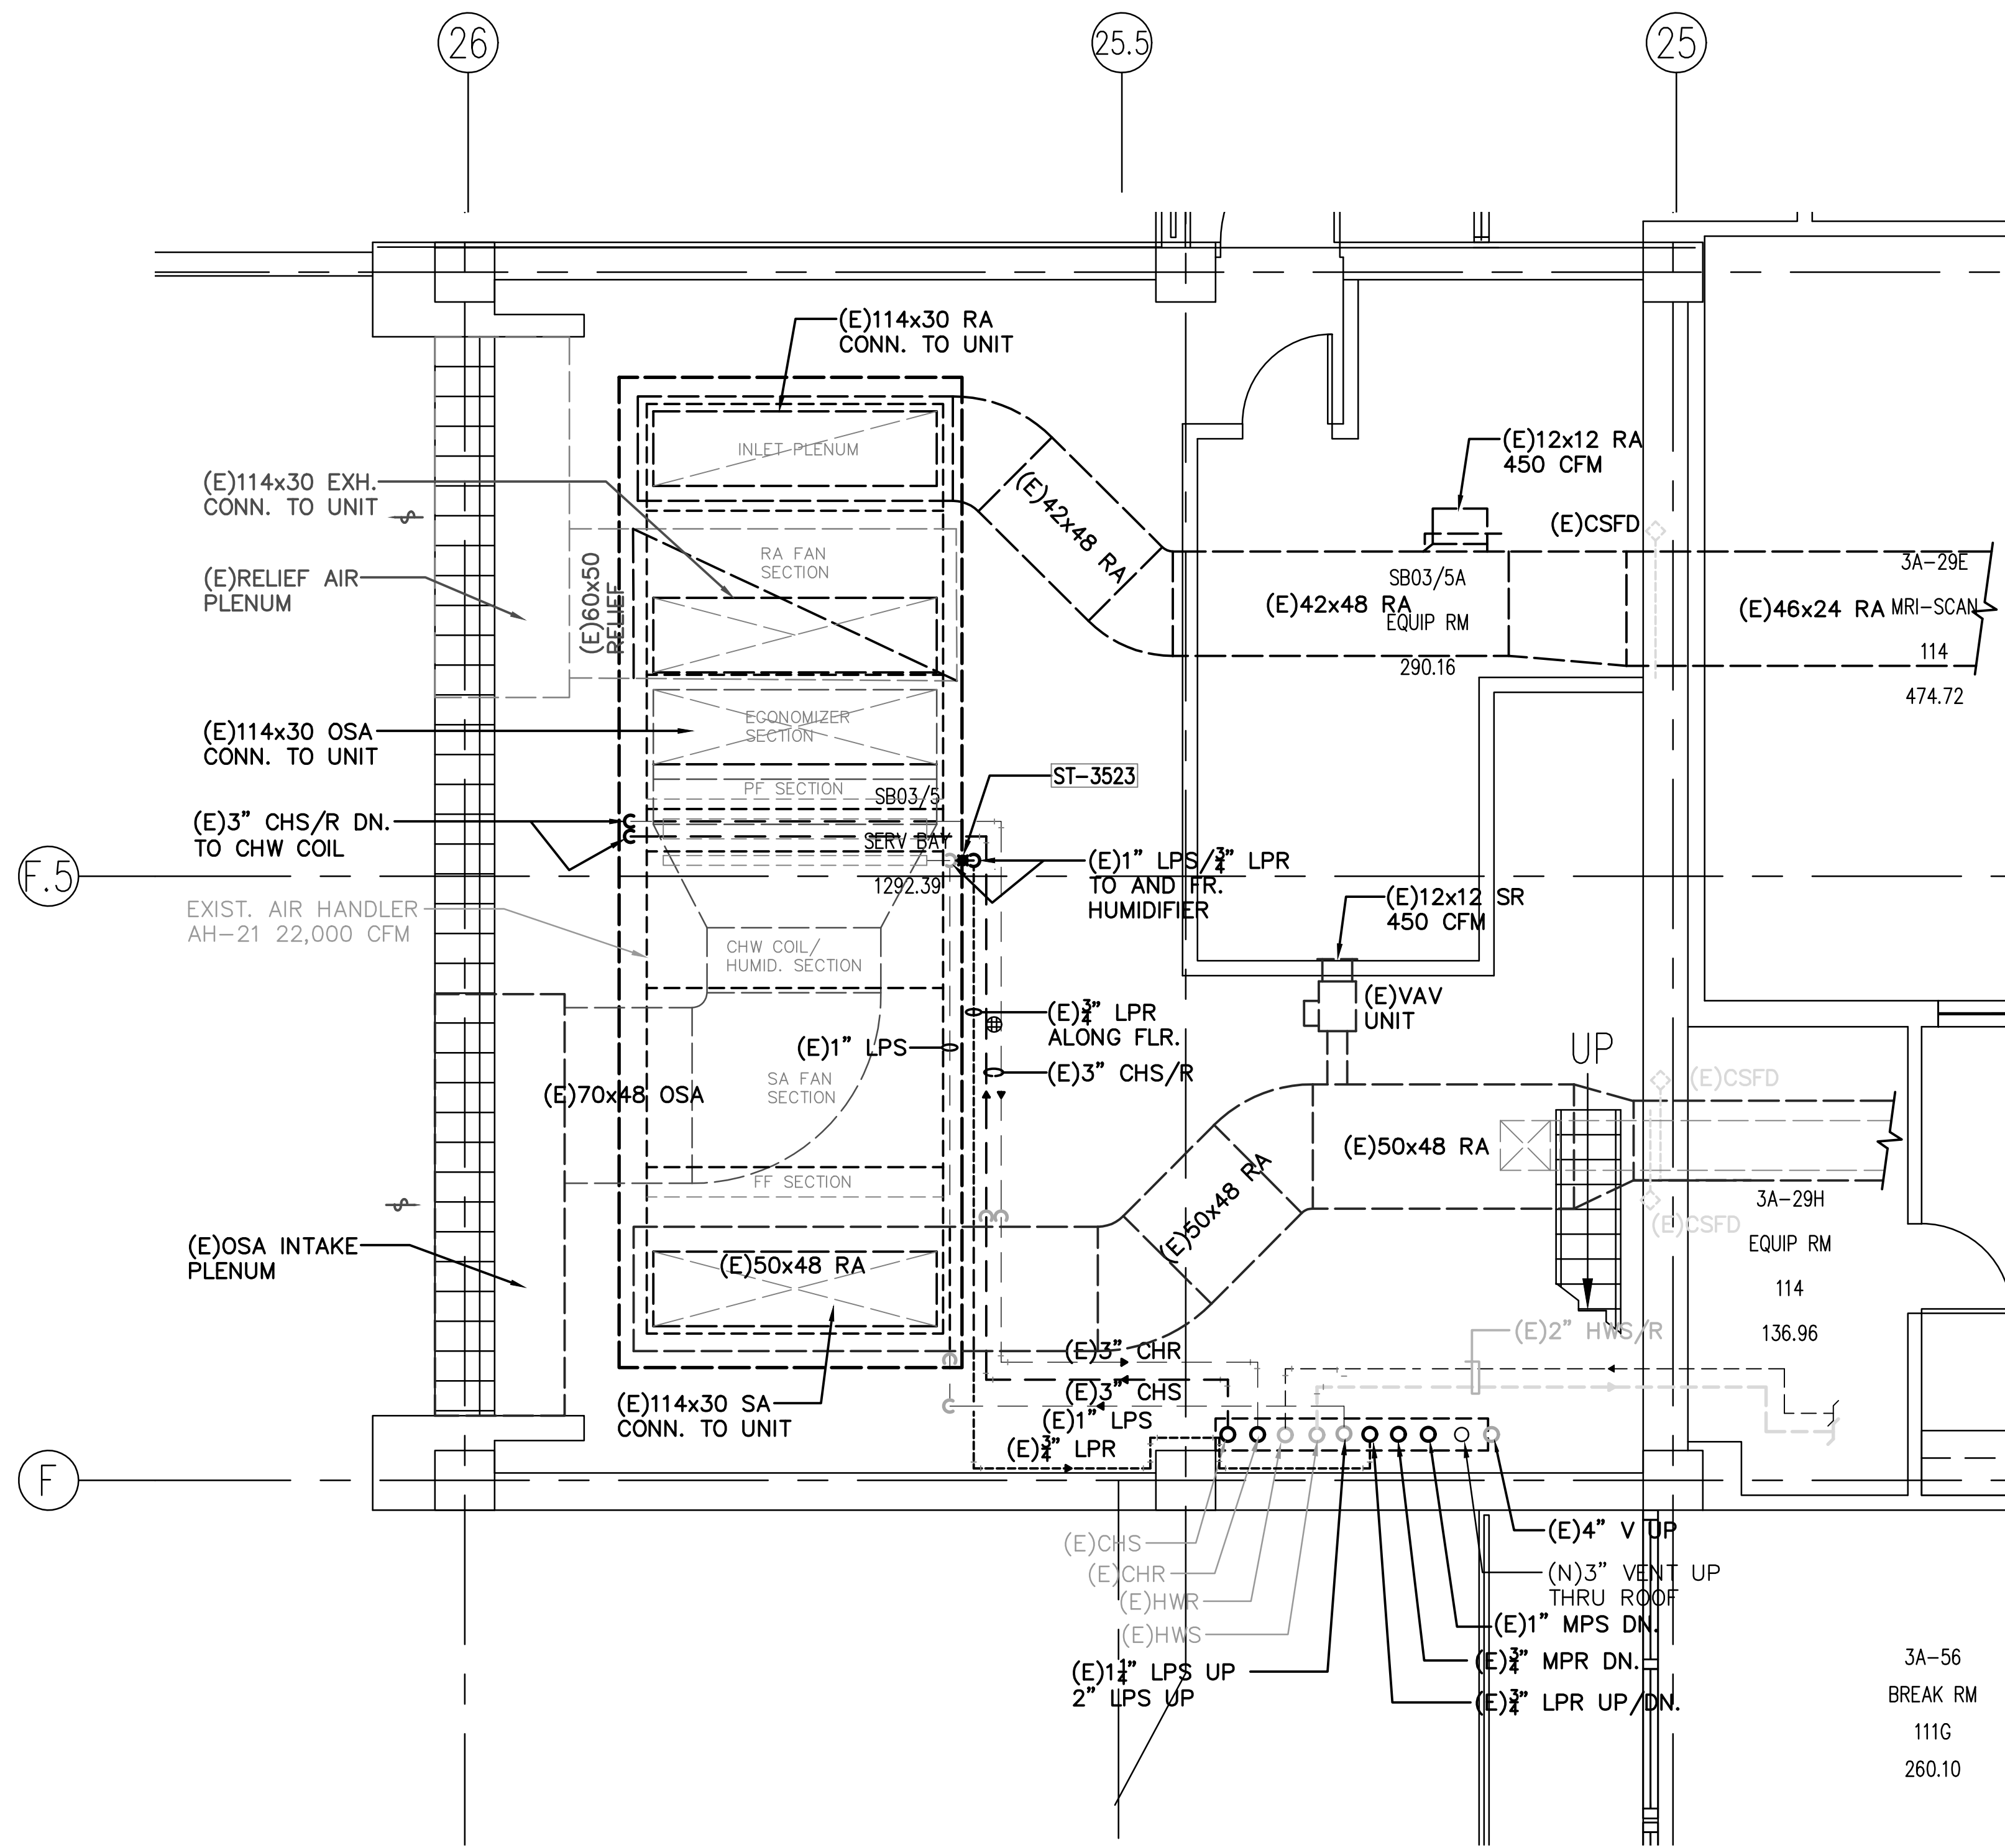 26
25.5
25
(E)114x30 RA
CONN. TO UNIT
INLET PLENUM
(E)12x12 RA
450 CFM
(E)114x30 EXH.
CONN. TO UNIT
(E)42x48 RA
(E)CSFD
RA FAN
SECTION
3A-29E
SB03/5A
(E)RELIEF AIR
PLENUM
(E)60x50
RELIEF
(E)42x48 RA
EQUIP RM
(E)46x24 RA
MRI-SCAN
114
290.16
474.72
ECONOMIZER
SECTION
(E)114x30 OSA
CONN. TO UNIT
ST-3523
PF SECTION
SB03/5
(E)3" CHS/R DN.
TO CHW COIL
SERV BAY
(E)1" LPS/3/4" LPR
TO AND FR.
HUMIDIFIER
F.5
1292.39
(E)12x12 SR
450 CFM
EXIST. AIR HANDLER
AH-21 22,000 CFM
CHW COIL/
HUMID. SECTION
(E)VAV
UNIT
(E)3/4" LPR
ALONG FLR.
(E)1" LPS
UP
(E)3" CHS/R
SA FAN
SECTION
(E)CSFD
(E)70x48 OSA
(E)50x48 RA
FF SECTION
(E)50x48 RA
3A-29H
(E)CSFD
EQUIP RM
114
136.96
(E)OSA INTAKE
PLENUM
(E)50x48 RA
(E)2" HWS/R
(E)3" CHR
(E)3" CHS
(E)114x30 SA
CONN. TO UNIT
(E)1" LPS
(E)3/4" LPR
F
(E)CHS
(E)CHR
(E)HWR
(E)HWS
(E)1 1/4" LPS UP
2" LPS UP
(E)4" V UP
(N)3" VENT UP
THRU ROOF
(E)1" MPS DN.
(E)3/4" MPR DN.
(E)3/4" LPR UP/DN.
3A-56
BREAK RM
111G
260.10